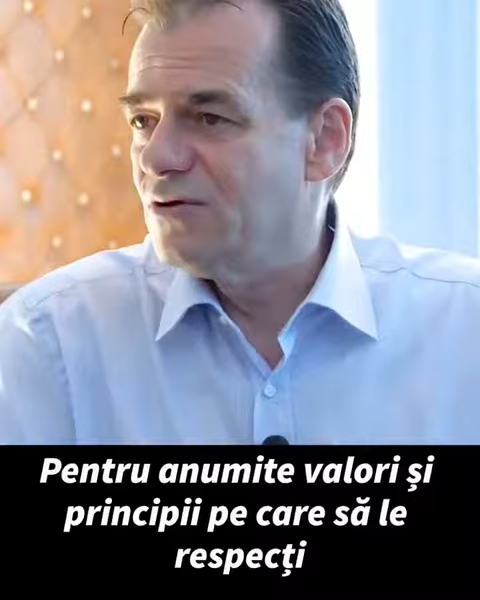 Pentru anumite valori și
principii pe care să le
respecți